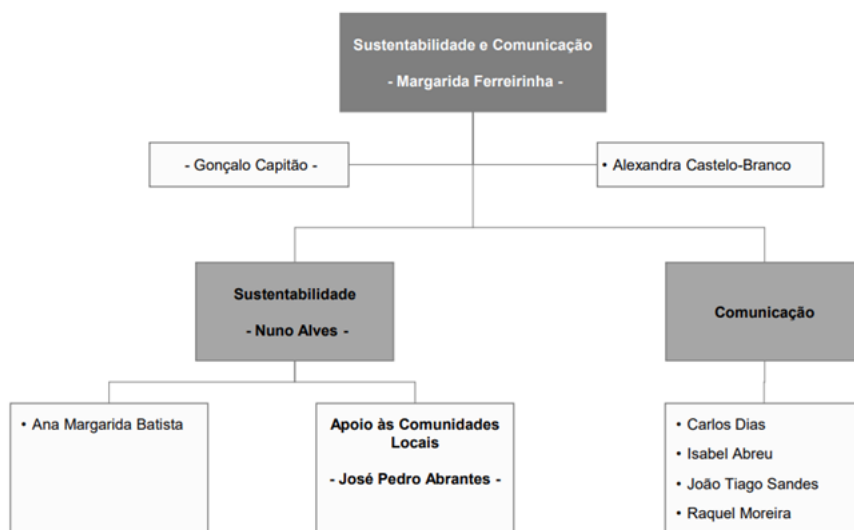 Sustentabilidade e Comunicação
- Margarida Ferreirinha -
- Gonçalo Capitão -
• Alexandra Castelo-Branco
Sustentabilidade
- Nuno Alves -
Comunicação
• Ana Margarida Batista
Apoio às Comunidades
Locais
- José Pedro Abrantes -
• Carlos Dias
• Isabel Abreu
• João Tiago Sandes
• Raquel Moreira